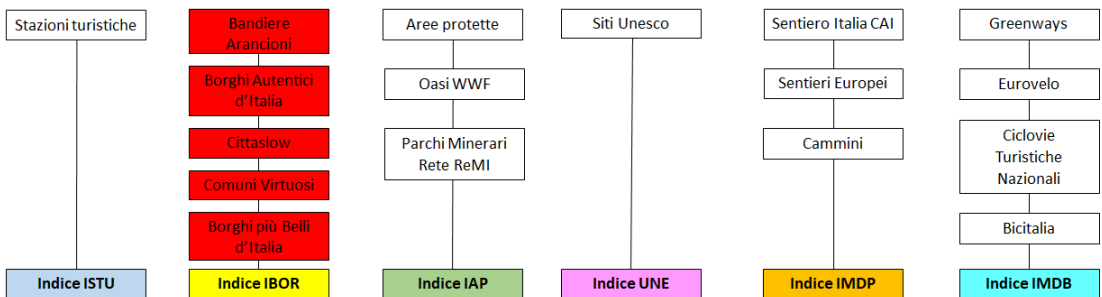 Stazioni turistiche
Bandiere
Arancioni
Borghi Autentici
d'Italia
Cittaslow
Comuni Virtuosi
Borghi più Belli
d'Italia
Aree protette
Oasi WWF
Parchi Minerari
Rete ReMI
Siti Unesco
Sentiero Italia CAI
Sentieri Europei
Cammini
Greenways
Eurovelo
Ciclovie
Turistiche
Nazionali
Bicitalia
Indice ISTU
Indice IBOR
Indice IAP
Indice UNE
Indice IMDP
Indice IMDB